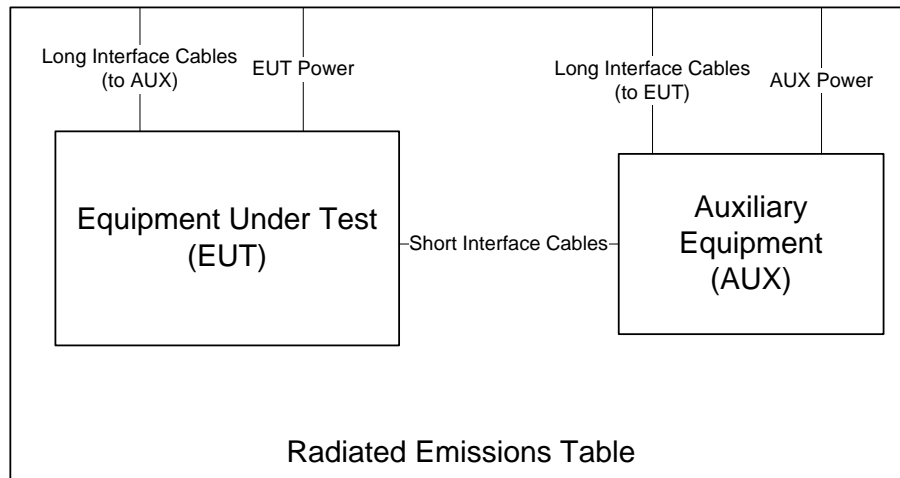 Long Interface Cables
(to AUX)
EUT Power
Long Interface Cables
(to EUT)
AUX Power
Equipment Under Test
(EUT)
Short Interface Cables
Auxiliary
Equipment
(AUX)
Radiated Emissions Table